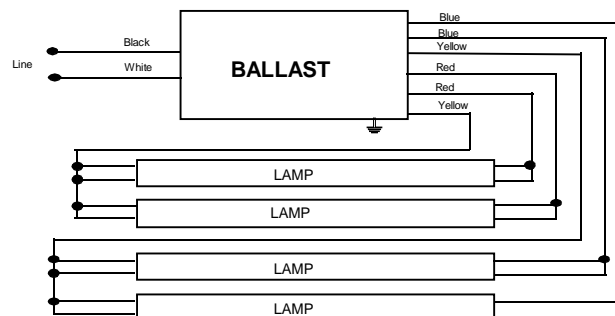 Blue
Blue
Yellow
Red
Red
Yellow
Black
White
Line
BALLAST
LAMP
LAMP
LAMP
LAMP